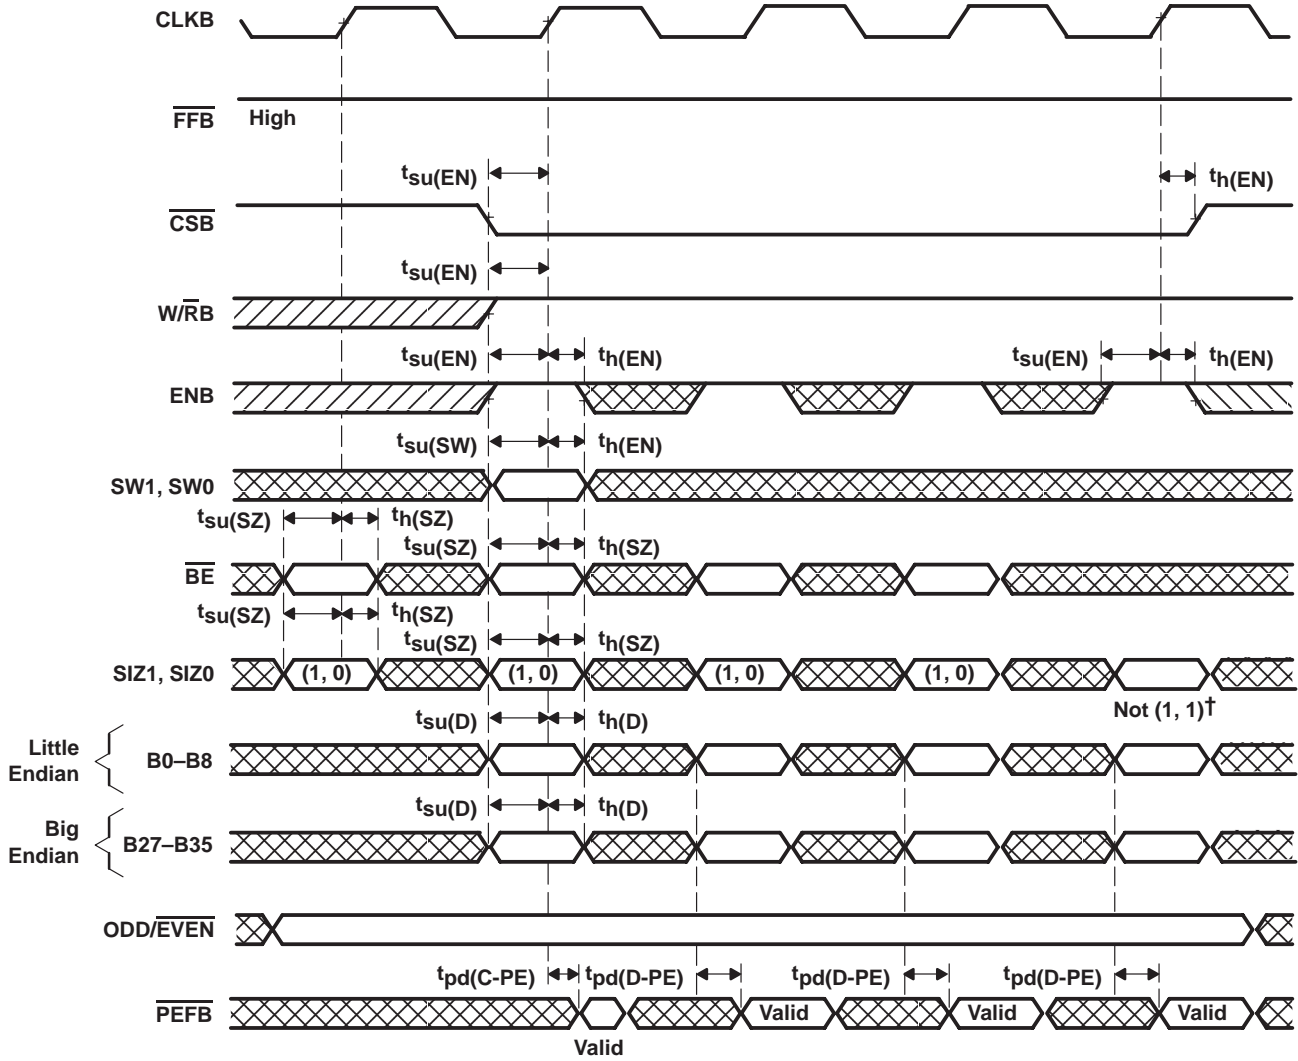 CLKB
FFB
High
tsu(EN)
th(EN)
CSB
tsu(EN)
W/RB
tsu(EN)
th(EN)
tsu(EN)
th(EN)
ENB
tsu(SW)
th(EN)
SW1, SW0
tsu(SZ)
th(SZ)
tsu(SZ)
th(SZ)
BE
tsu(SZ)
th(SZ)
tsu(SZ)
th(SZ)
SIZ1, SIZ0
(1, 0)
(1, 0)
(1, 0)
(1, 0)
Not (1, 1)†
tsu(D)
th(D)
Little
Endian
B0–B8
tsu(D)
th(D)
Big
Endian
B27–B35
ODD/EVEN
tpd(C-PE)
tpd(D-PE)
tpd(D-PE)
tpd(D-PE)
PEFB
Valid
Valid
Valid
Valid